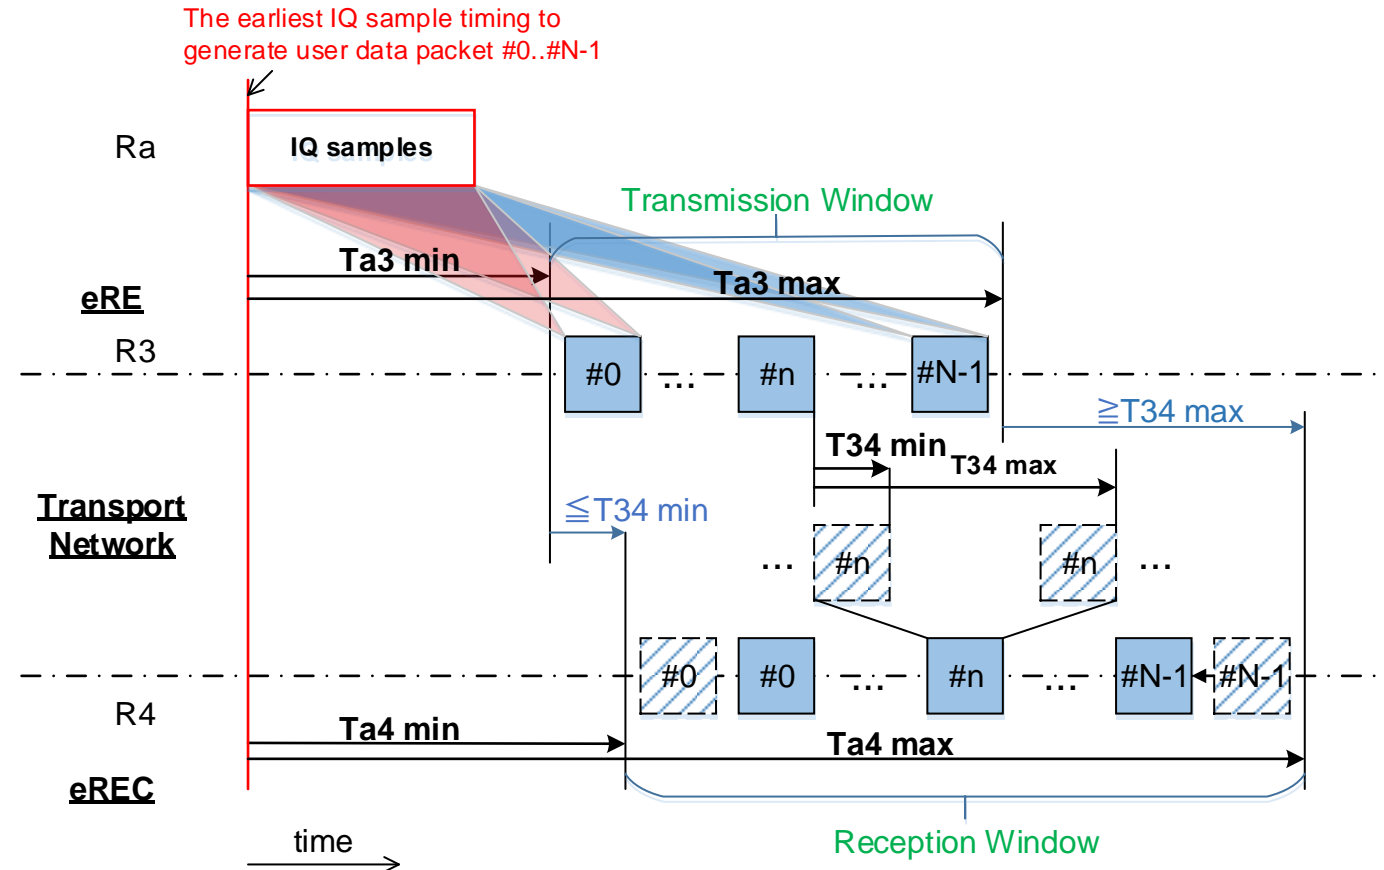 The earliest IQ sample timing to
generate user data packet #0..#N-1
Ra
IQ samples
Transmission Window
Ta3 min
Ta3 max
eRE
R3
#0
...
#n
...
#N-1
≧T34 max
T34 min
T34 max
≦T34 min
Transport
Network
...
#n
#n
...
#0
#0
...
#n
...
#N-1
#N-1
R4
Ta4 min
Ta4 max
eREC
Reception Window
time